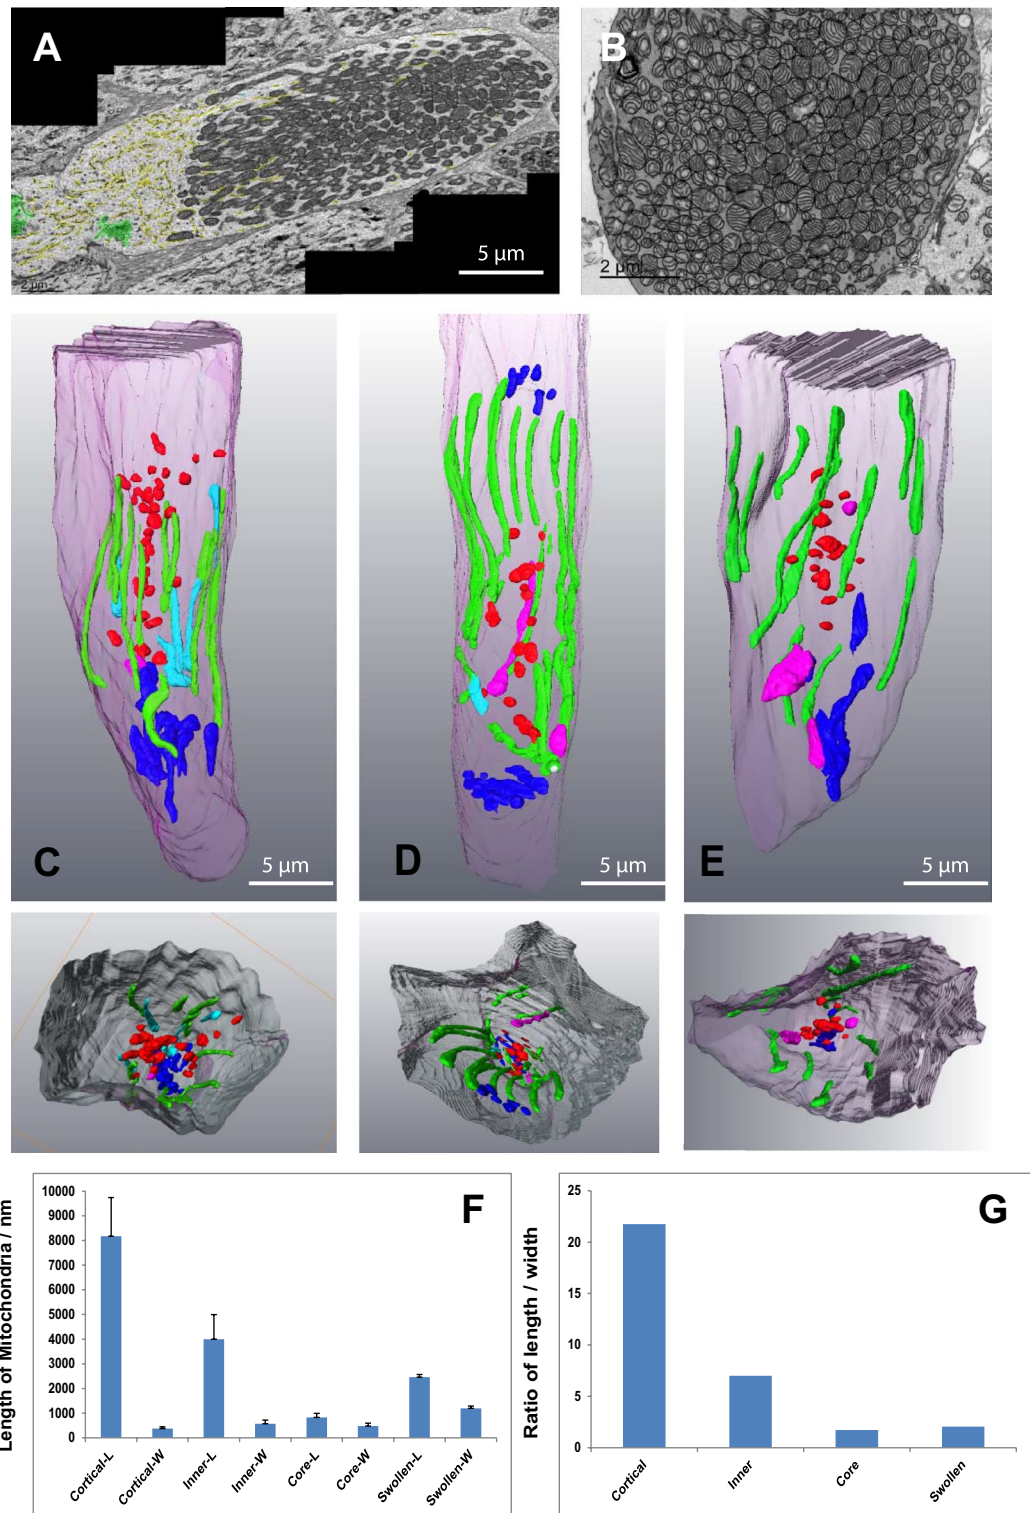 A
5 µm
2 µm
B
2 µm
C
5 µm
D
5 µm
E
5 µm
F
Length of Mitochondria / nm
10000
9000
8000
7000
6000
5000
4000
3000
2000
1000
0
Cortical-L
Cortical-W
Inner-L
Inner-W
Core-L
Core-W
Swollen-L
Swollen-W
G
Ratio of length / width
25
20
15
10
5
0
Cortical
Inner
Core
Swollen